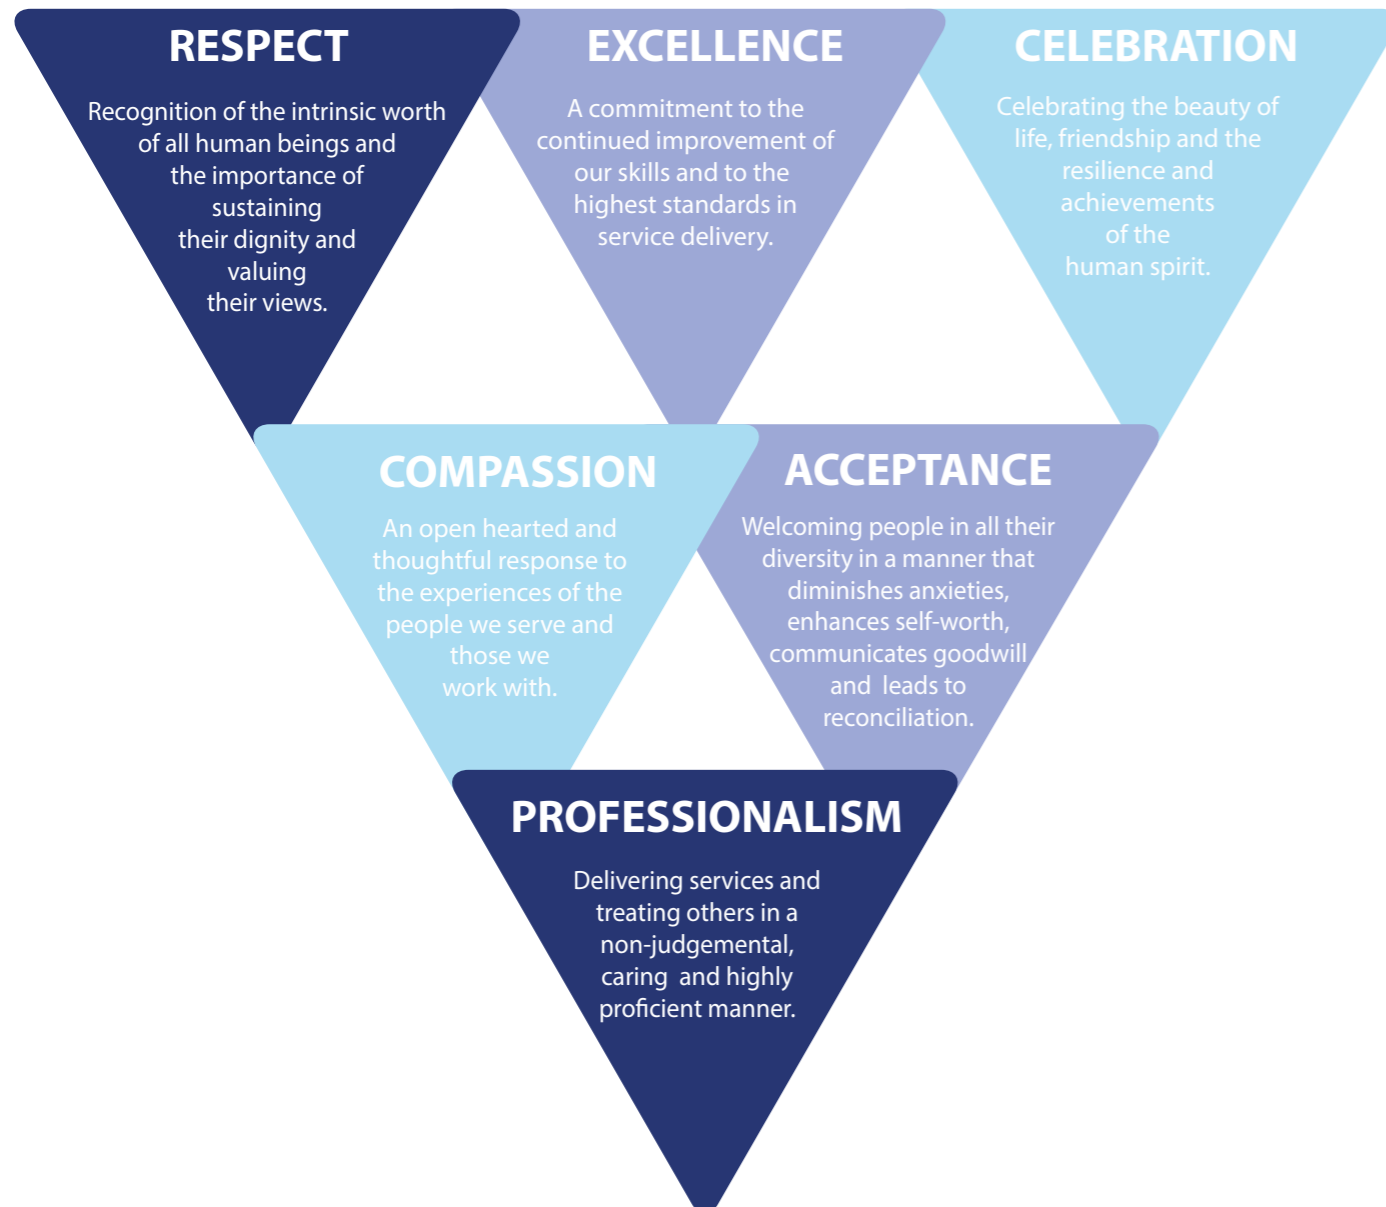 RESPECT
Recognition of the intrinsic worth
of all human beings and
the importance of
sustaining
their dignity and
valuing
their views.
EXCELLENCE
A commitment to the
continued improvement of
our skills and to the
highest standards in
service delivery.
CELEBRATION
Celebrating the beauty of
life, friendship and the
resilience and
achievements
of the
human spirit.
COMPASSION
An open hearted and
thoughtful response to
the experiences of the
people we serve and
those we
work with.
ACCEPTANCE
Welcoming people in all their
diversity in a manner that
diminishes anxieties,
enhances self-worth,
communicates goodwill
and  leads to
reconciliation.
PROFESSIONALISM
Delivering services and
treating others in a
non-judgemental,
caring  and highly
proficient manner.